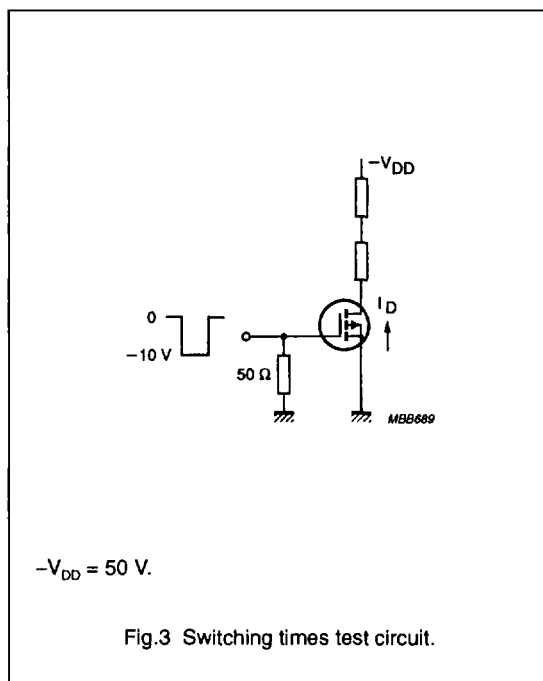 −V_DD
I_D
0
−10 V
50 Ω
MBB689
−V_DD = 50 V.
Fig.3 Switching times test circuit.